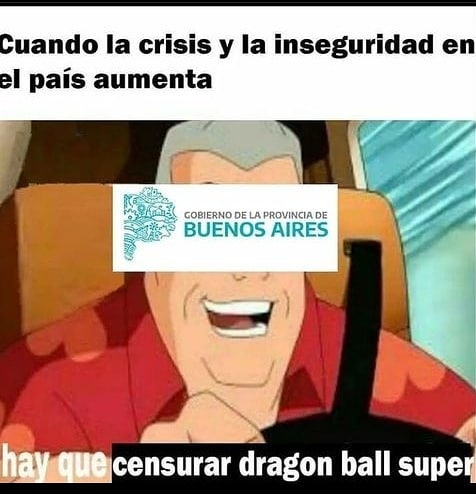 Cuando la crisis y la inseguridad en
el país aumenta
GOBIERNO DE LA PROVINCIA DE
BUENOS AIRES
hay que censurar dragon ball super